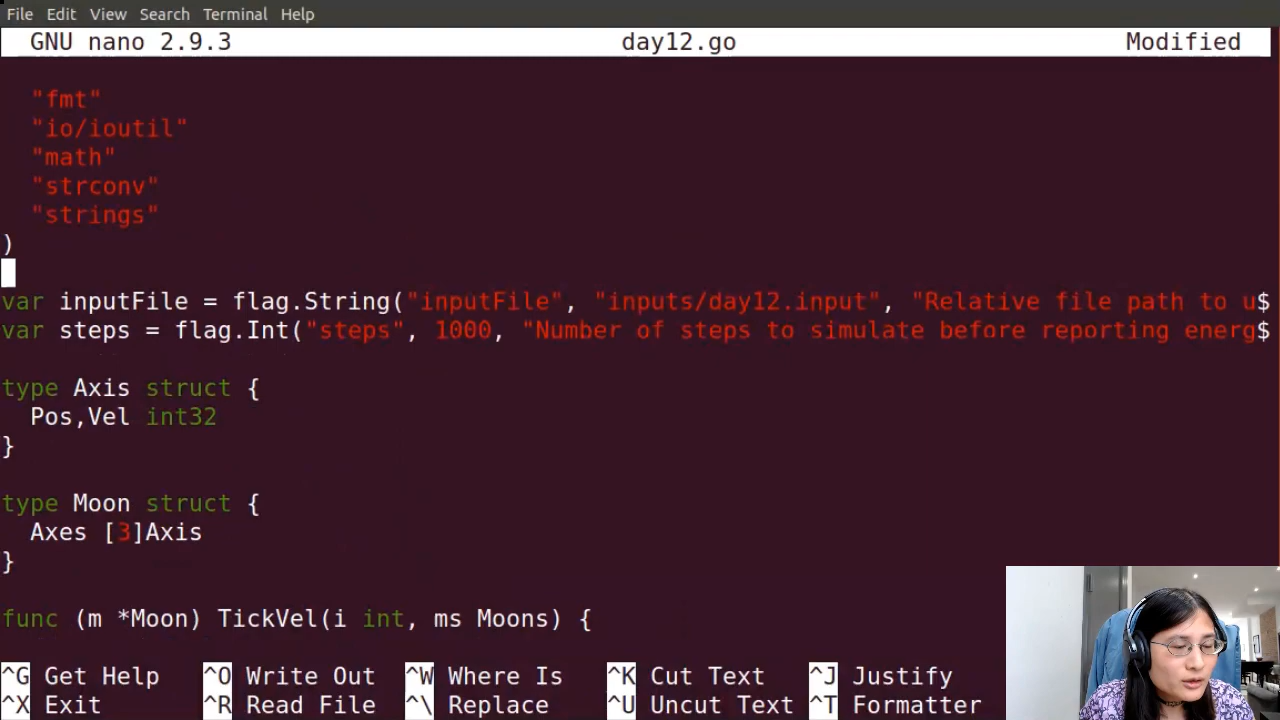 File Edit View Search Terminal Help
GNU nano 2.9.3 day12.go Modified
"fmt"
"io/ioutil"
"math"
"strconv"
"strings"
)
var inputFile = flag.String("inputFile", "inputs/day12.input", "Relative file path to u$
var steps = flag.Int("steps", 1000, "Number of steps to simulate before reporting energ$
type Axis struct {
Pos,Vel int32
}
type Moon struct {
Axes [3]Axis
}
func (m *Moon) TickVel(i int, ms Moons) {
^G Get Help ^O Write Out ^W Where Is ^K Cut Text ^J Justify
^X Exit ^R Read File ^\ Replace ^U Uncut Text ^T Formatter